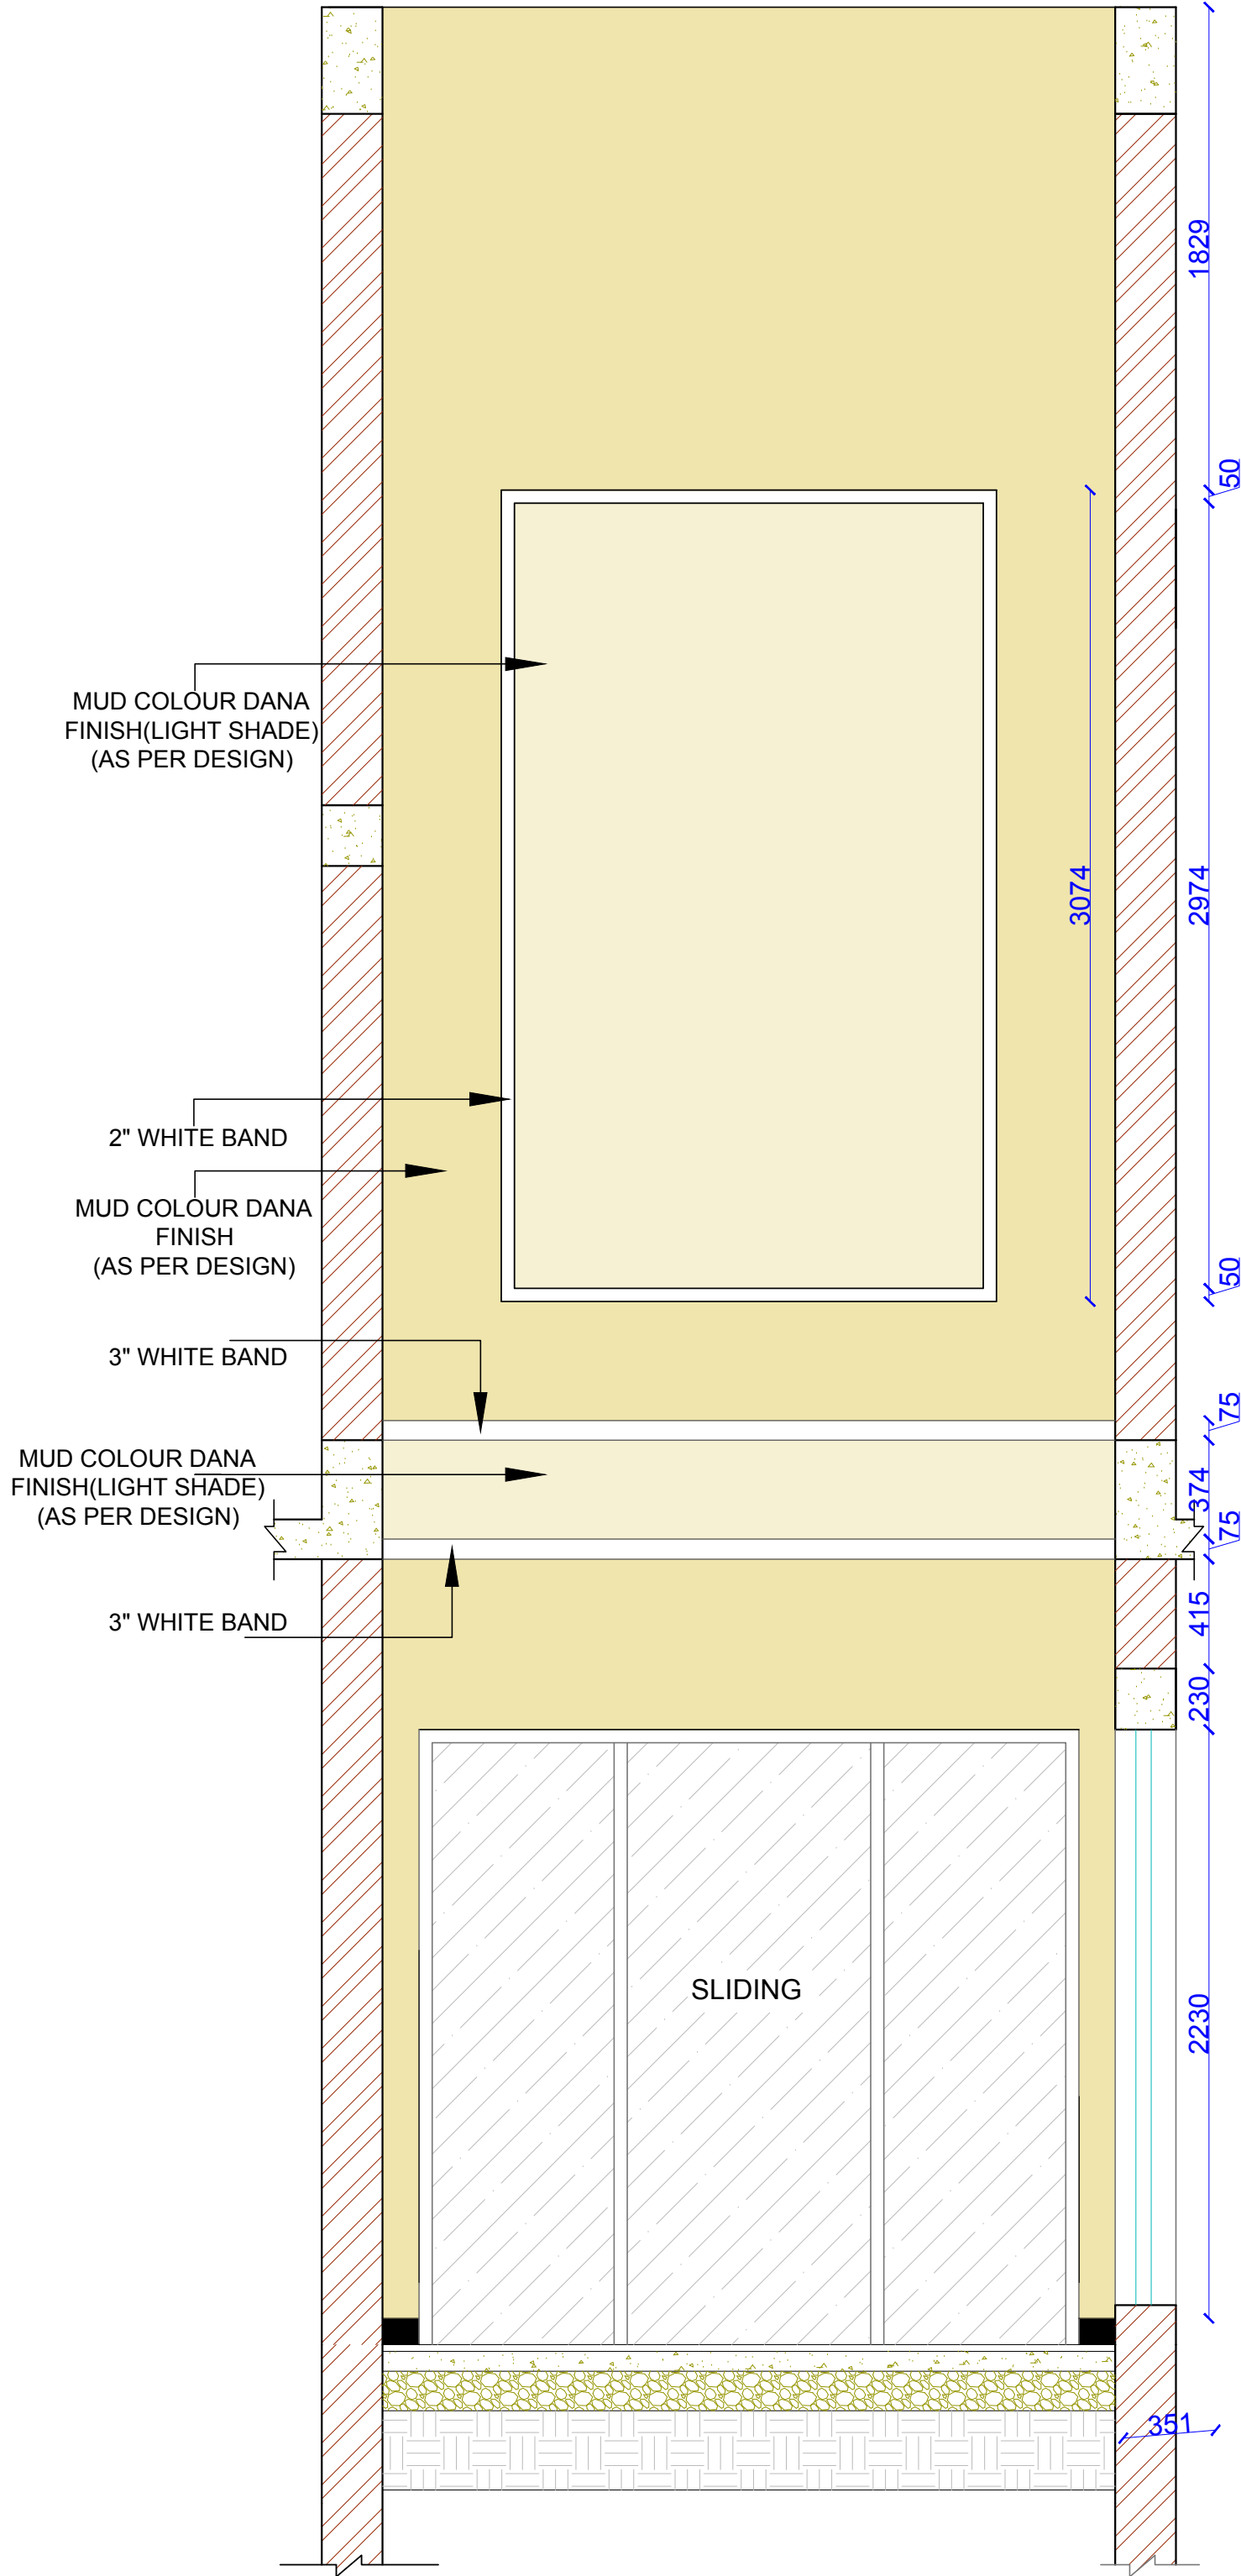 1829
50
MUD COLOUR DANA
FINISH(LIGHT SHADE)
(AS PER DESIGN)
3074
2974
2" WHITE BAND
MUD COLOUR DANA
FINISH
(AS PER DESIGN)
50
3" WHITE BAND
75
MUD COLOUR DANA
FINISH(LIGHT SHADE)
(AS PER DESIGN)
374
75
3" WHITE BAND
415
230
SLIDING
2230
351